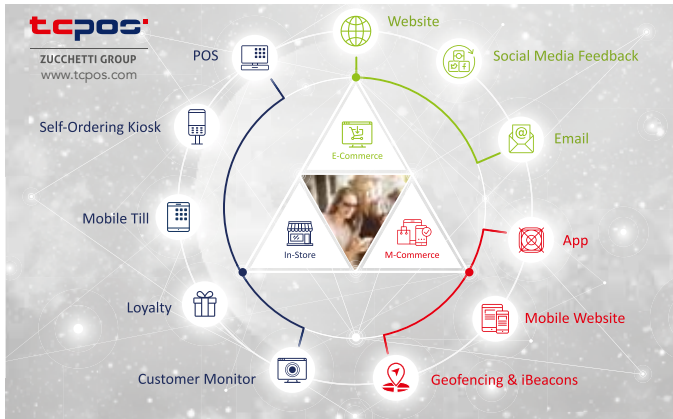 tcpos
ZUCCHETTI GROUP
www.tcpos.com
Website
POS
Social Media Feedback
Self-Ordering Kiosk
Email
E-Commerce
Mobile Till
In-Store
M-Commerce
App
Loyalty
Mobile Website
Customer Monitor
Geofencing & iBeacons